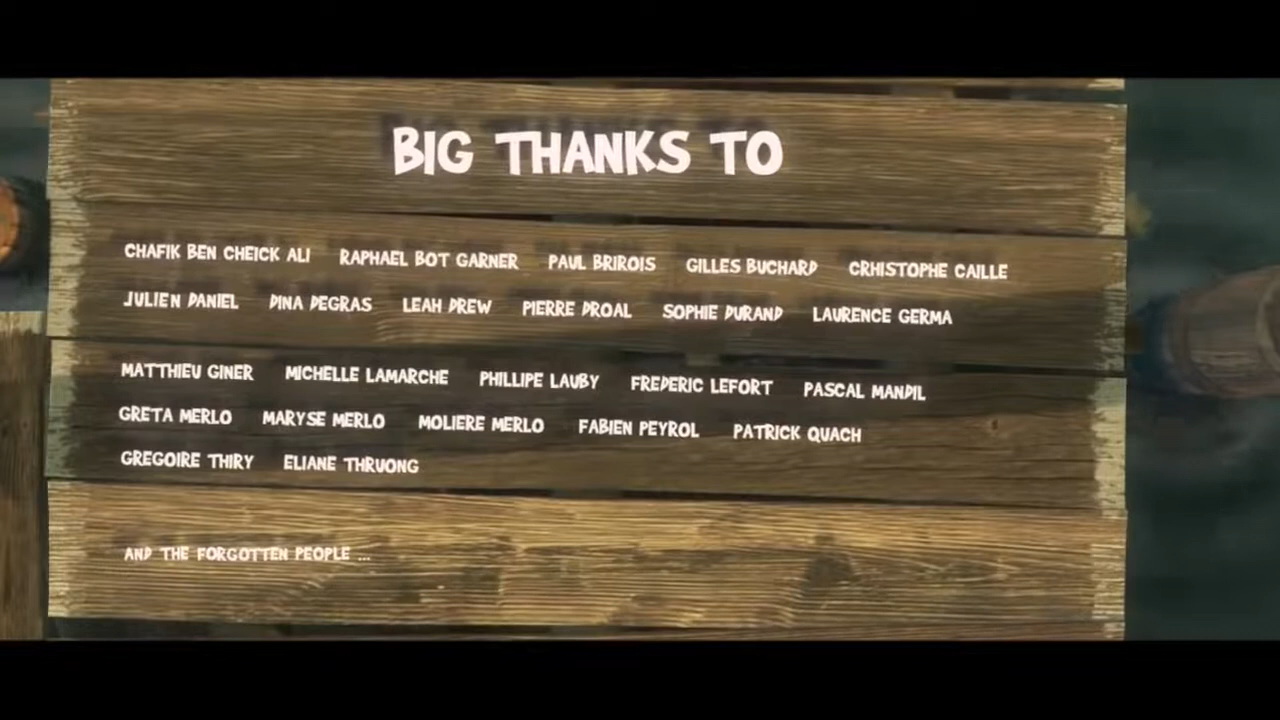 BIG THANKS TO
CHAFIK BEN CHEICK ALI RAPHAEL BOT GARNER PAUL BRIROIS GILLES BUCHARD CRHISTOPHE CAILLE
JULIEN DANIEL DINA DEGRAS LEAH DREW PIERRE DROAL SOPHIE DURAND LAURENCE GERMA
MATTHIEU GINER MICHELLE LAMARCHE PHILLIPE LAUBY FREDERIC LEFORT PASCAL MANDIL
GRETA MERLO MARYSE MERLO MOLIERE MERLO FABIEN PEYROL PATRICK QUACH
GREGOIRE THIRY ELIANE THRUONG
AND THE FORGOTTEN PEOPLE ...